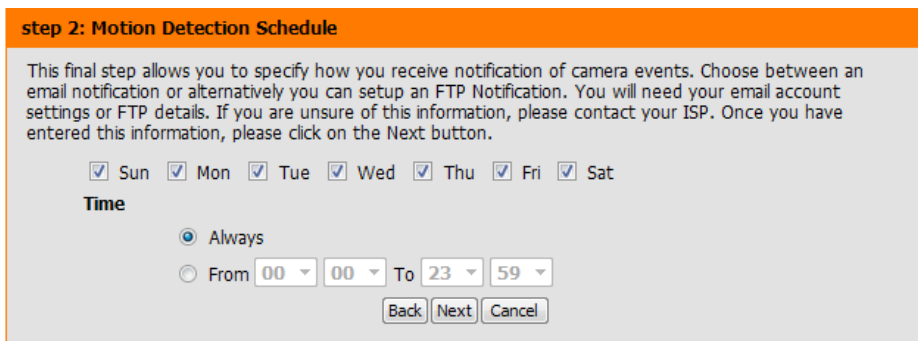 step 2: Motion Detection Schedule
This final step allows you to specify how you receive notification of camera events. Choose between an
email notification or alternatively you can setup an FTP Notification. You will need your email account
settings or FTP details. If you are unsure of this information, please contact your ISP. Once you have
entered this information, please click on the Next button.
Sun Mon Tue Wed Thu Fri Sat
Time
Always
From 00 00 To 23 59
Back Next Cancel